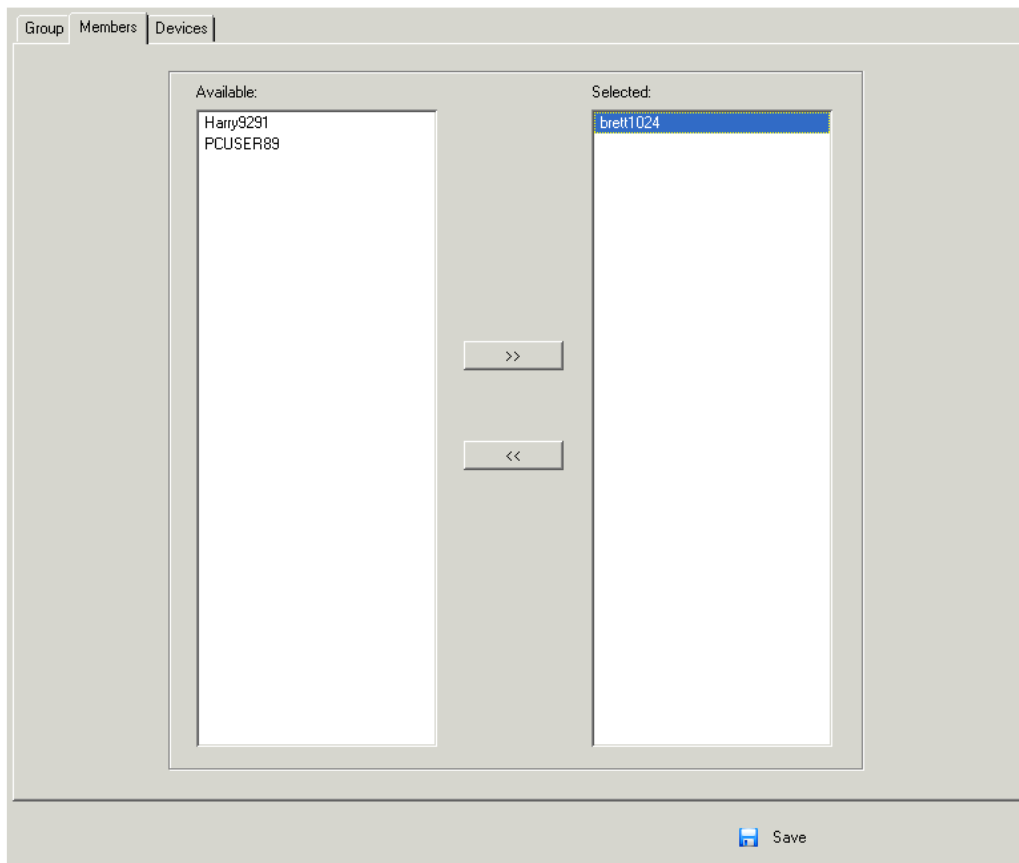 Group Members Devices
Available:
Harry9291
PCUSER89
Selected:
brett1024
>>
<<
Save